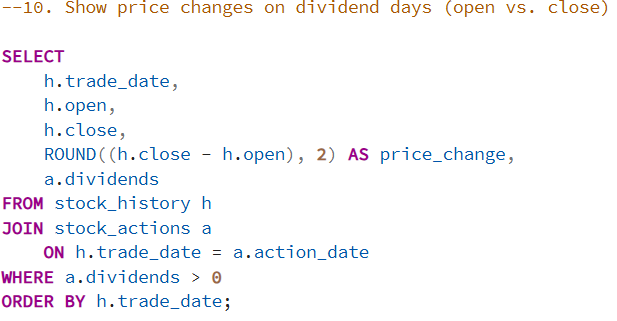 --10. Show price changes on dividend days (open vs. close)
SELECT
    h.trade_date,
    h.open,
    h.close,
    ROUND((h.close - h.open), 2) AS price_change,
    a.dividends
FROM stock_history h
JOIN stock_actions a
    ON h.trade_date = a.action_date
WHERE a.dividends > 0
ORDER BY h.trade_date;